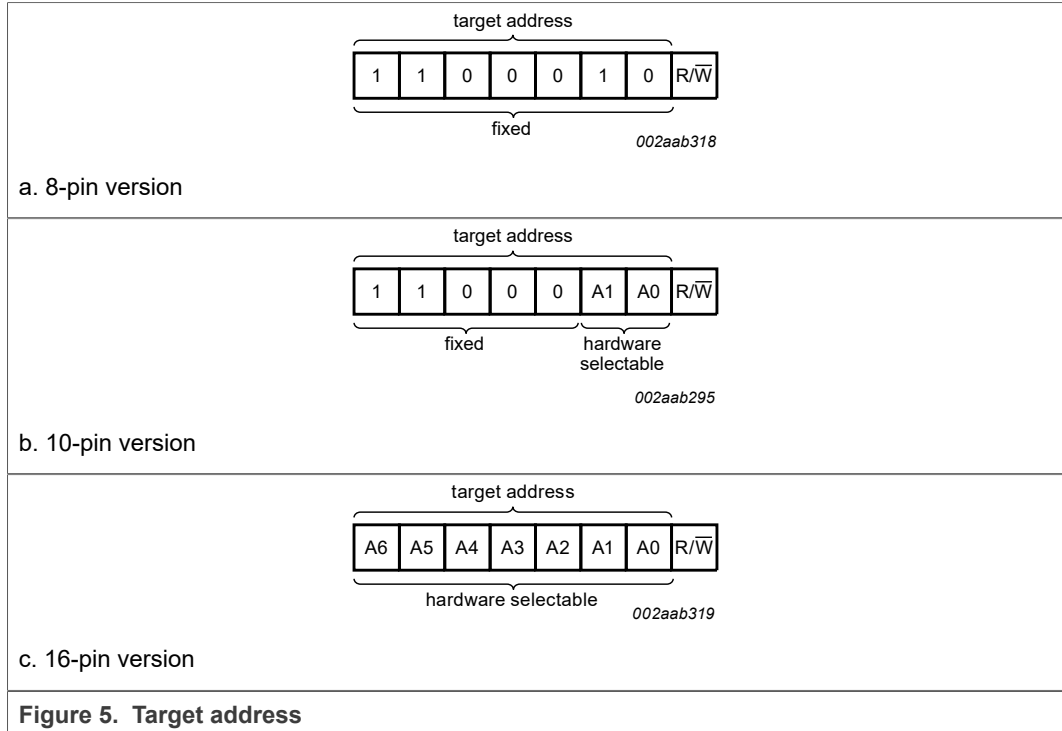 target address
1 1 0 0 0 1 0 R/W̅
fixed
002aab318
a. 8-pin version
target address
1 1 0 0 0 A1 A0 R/W̅
fixed hardware
selectable
002aab295
b. 10-pin version
target address
A6 A5 A4 A3 A2 A1 A0 R/W̅
hardware selectable
002aab319
c. 16-pin version
Figure 5. Target address